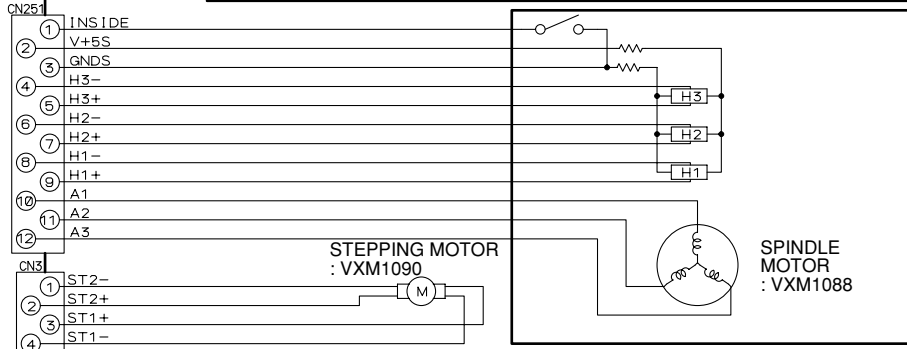 CN251
1 INSIDE
2 V+5S
3 GNDS
4 H3-
5 H3+
6 H2-
7 H2+
8 H1-
9 H1+
10 A1
11 A2
12 A3
H3
H2
H1
STEPPING MOTOR
: VXM1090
M
SPINDLE
MOTOR
: VXM1088
CN3
1 ST2-
2 ST2+
3 ST1+
4 ST1-